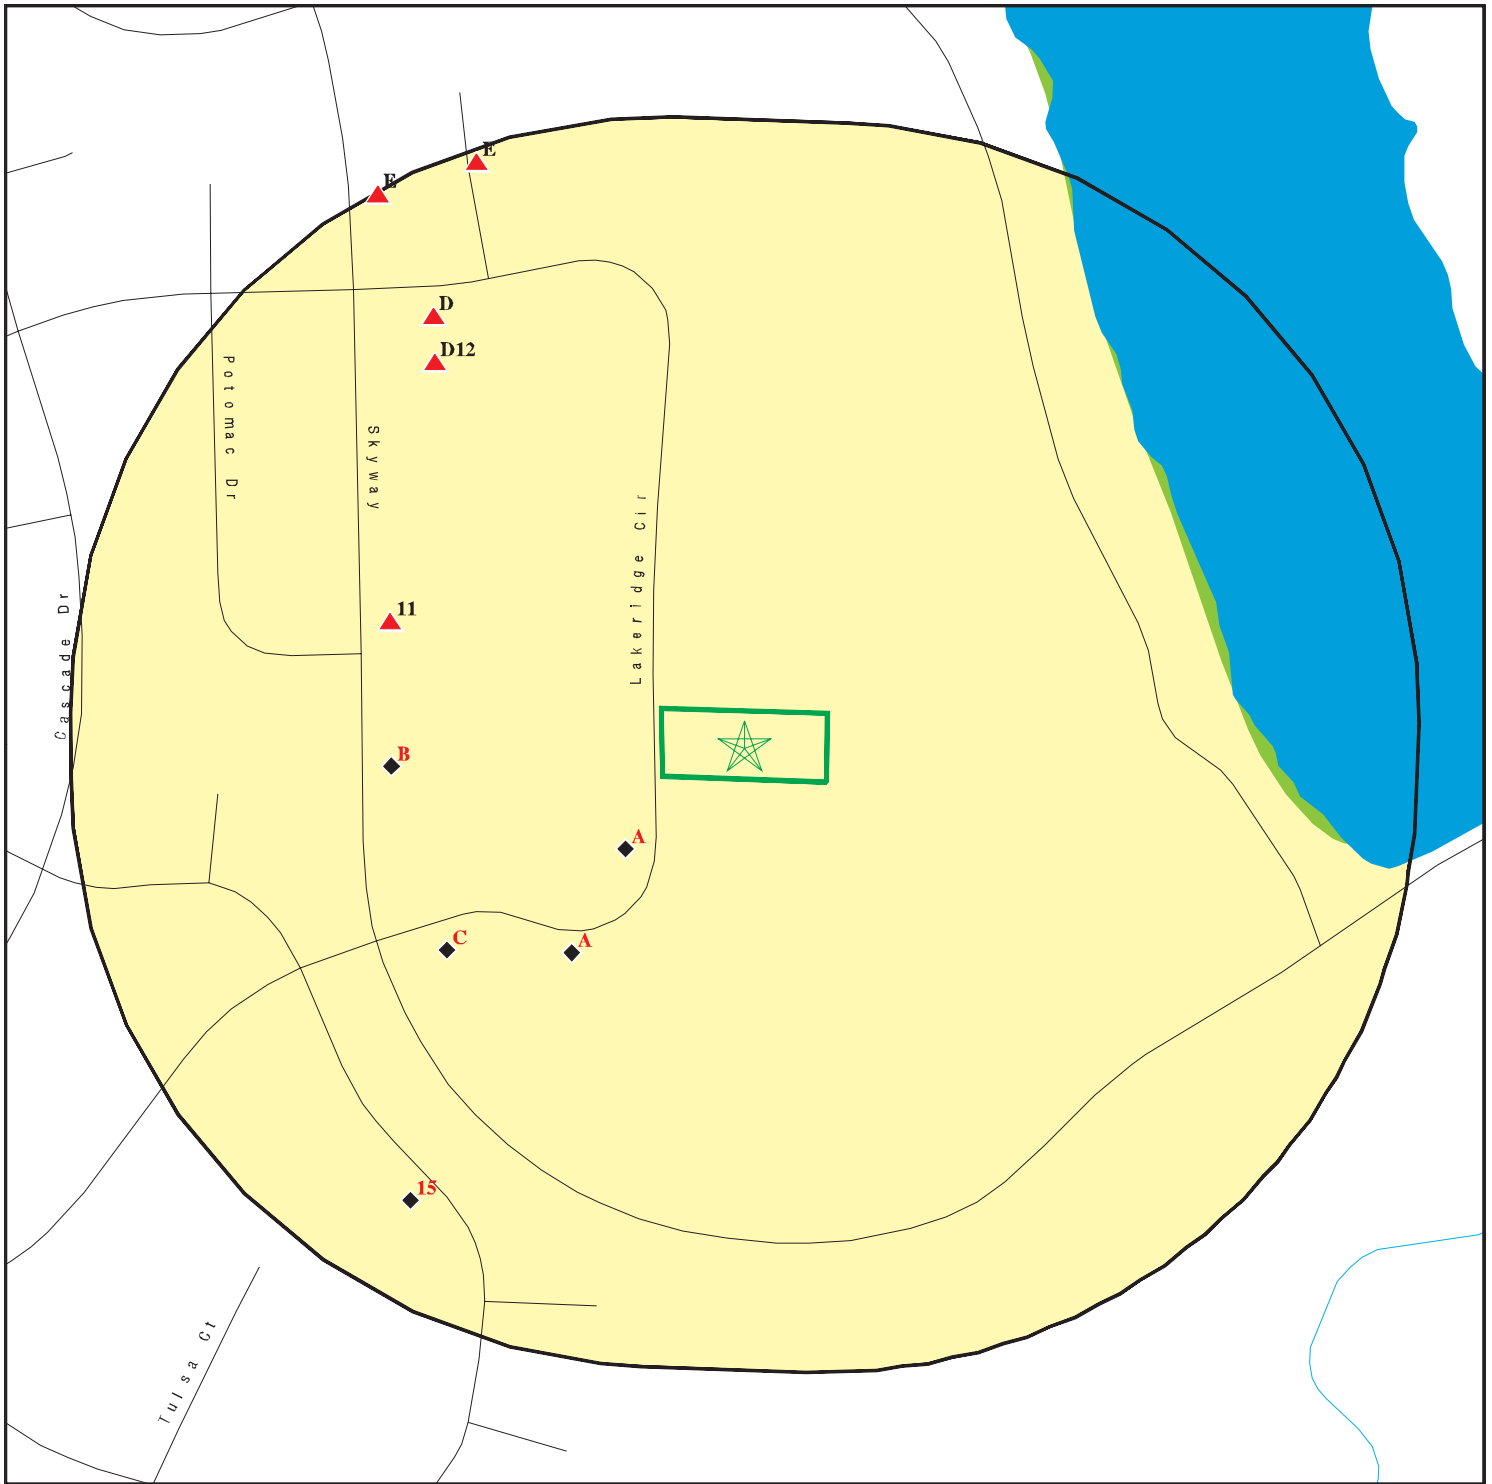 E
E
D
D12
Potomac Dr
Skyway
Lakeridge Cir
11
Cascade Dr
B
A
C
A
15
Tulsa Ct